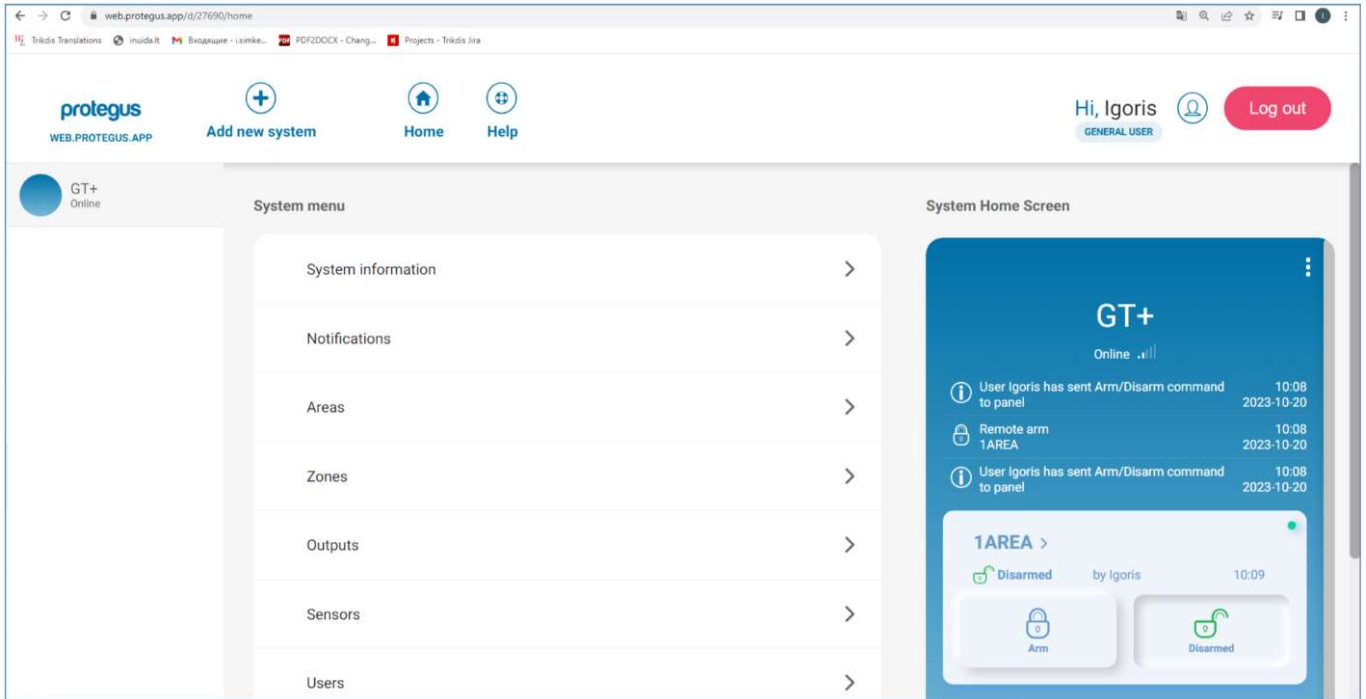 web.protegus.app/d/27690/home
Trikdis Translations inuida.lt Входящие - i.simke... PDF2DOCX - Chang... Projects - Trikdis Jira
protegus
WEB.PROTEGUS.APP
Add new system
Home
Help
Hi, Igoris
GENERAL USER
Log out
GT+
Online
System menu
System information
Notifications
Areas
Zones
Outputs
Sensors
Users
System Home Screen
GT+
Online
User Igoris has sent Arm/Disarm command 10:08
to panel 2023-10-20
Remote arm 10:08
1AREA 2023-10-20
User Igoris has sent Arm/Disarm command 10:08
to panel 2023-10-20
1AREA >
Disarmed by Igoris 10:09
Arm
Disarmed